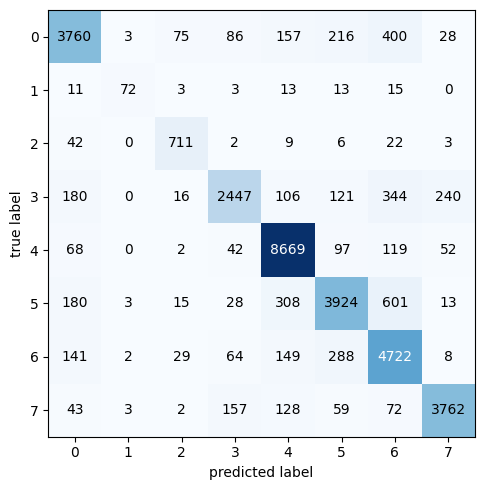 0 3760 3 75 86 157 216 400 28
1 11 72 3 3 13 13 15 0
2 42 0 711 2 9 6 22 3
3 180 0 16 2447 106 121 344 240
true label
4 68 0 2 42 8669 97 119 52
5 180 3 15 28 308 3924 601 13
6 141 2 29 64 149 288 4722 8
7 43 3 2 157 128 59 72 3762
0 1 2 3 4 5 6 7
predicted label